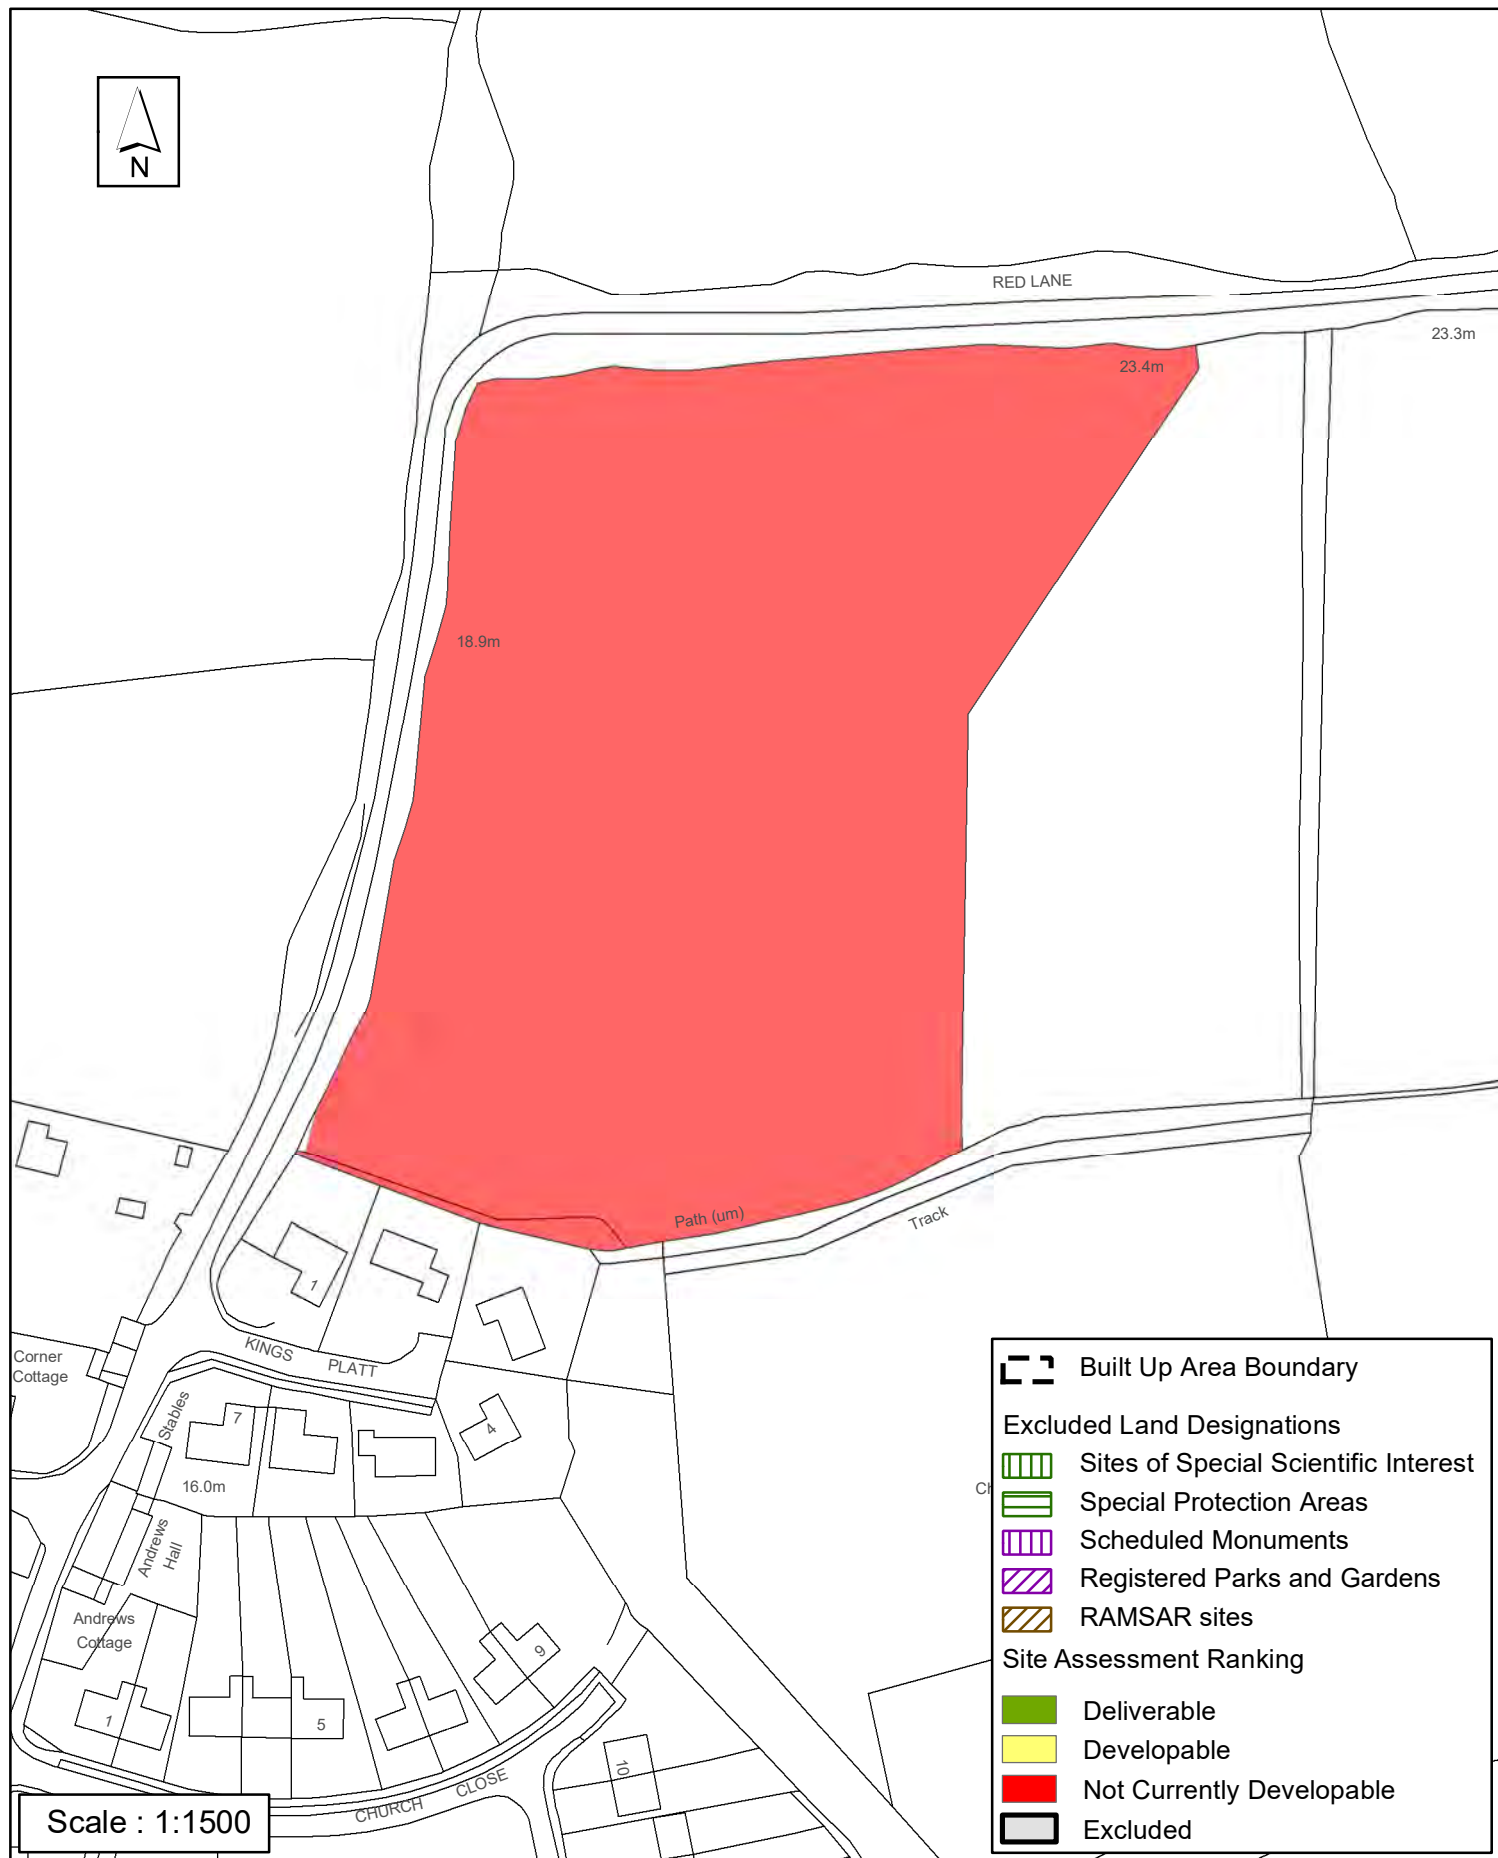 N
RED LANE
23.3m
23.4m
18.9m
Path (um)
Track
1
KINGS PLATT
Corner
Cottage
Stables
7
4
16.0m
Andrews
Hall
Andrews
Cottage
1
5
9
10
CHURCH CLOSE
Scale : 1:1500
Built Up Area Boundary
Excluded Land Designations
Sites of Special Scientific Interest
Special Protection Areas
Scheduled Monuments
Registered Parks and Gardens
RAMSAR sites
Site Assessment Ranking
Deliverable
Developable
Not Currently Developable
Excluded